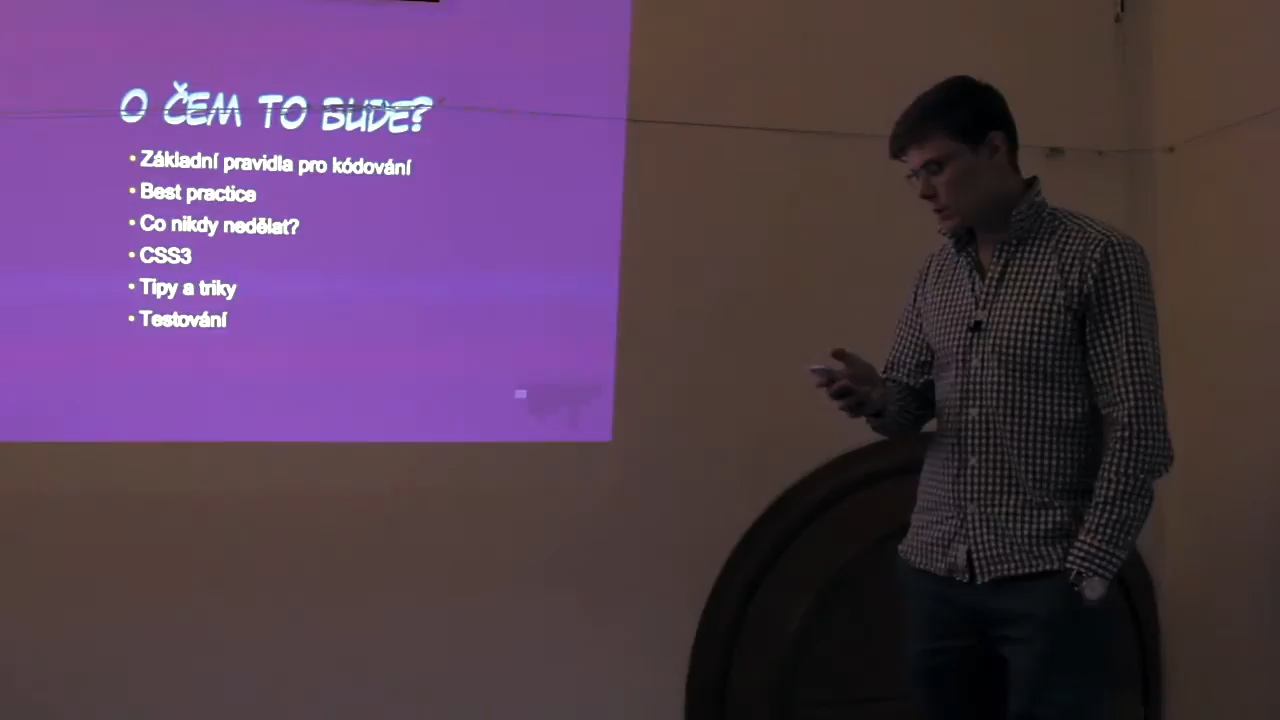 O ČEM TO BUDE?
• Základní pravidla pro kódování
• Best practice
• Co nikdy nedělat?
• CSS3
• Tipy a triky
• Testování